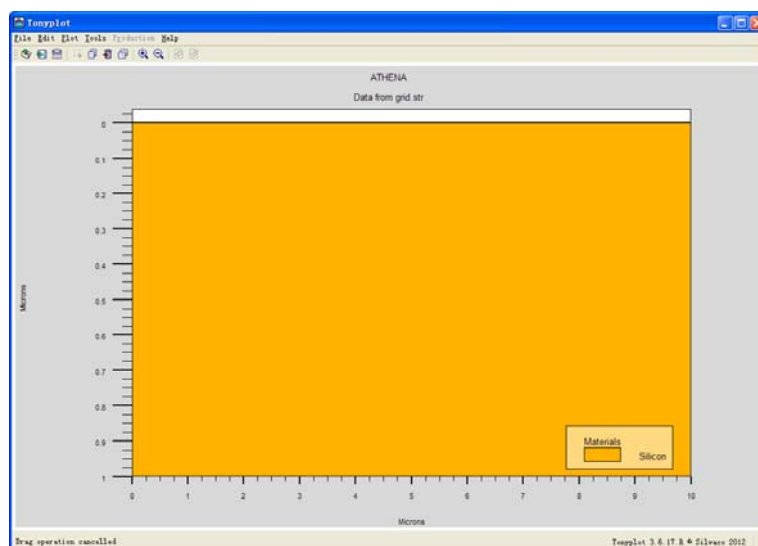 Tonyplot
File Edit Plot Tools Production Help
ATHENA
Data from grid.str
0
0.1
0.2
0.3
0.4
0.5
0.6
0.7
0.8
0.9
1
Microns
Materials
Silicon
0 1 2 3 4 5 6 7 8 9 10
Microns
Drag operation cancelled
Tonyplot 3.6.17.R © Silvaco 2012